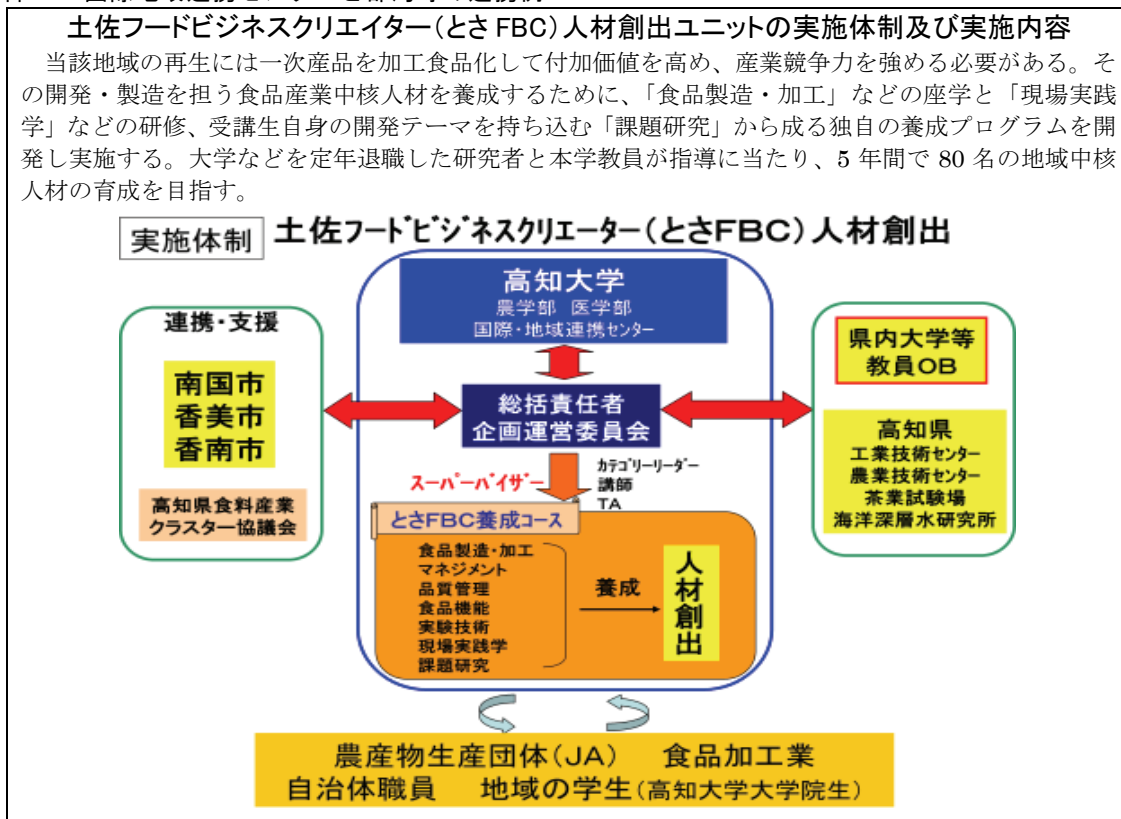 土佐フードビジネスクリエイター(とさ FBC)人材創出ユニットの実施体制及び実施内容
当該地域の再生には一次産品を加工食品化して付加価値を高め、産業競争力を強める必要がある。そ
の開発・製造を担う食品産業中核人材を養成するために、「食品製造・加工」などの座学と「現場実践
学」などの研修、受講生自身の開発テーマを持ち込む「課題研究」から成る独自の養成プログラムを開
発し実施する。大学などを定年退職した研究者と本学教員が指導に当たり、5 年間で 80 名の地域中核
人材の育成を目指す。
実施体制
土佐フードビジネスクリエーター(とさFBC)人材創出
高知大学
農学部 医学部
国際・地域連携センター
連携・支援
南国市
香美市
香南市
高知県食料産業
クラスター協議会
総括責任者
企画運営委員会
県内大学等
教員OB
高知県
工業技術センター
農業技術センター
茶業試験場
海洋深層水研究所
スーパーバイザー
カテゴリーリーダー
講師
TA
とさFBC養成コース
食品製造・加工
マネジメント
品質管理
食品機能
実験技術
現場実践学
課題研究
養成
人材創出
農産物生産団体(JA) 食品加工業
自治体職員 地域の学生(高知大学大学院生)